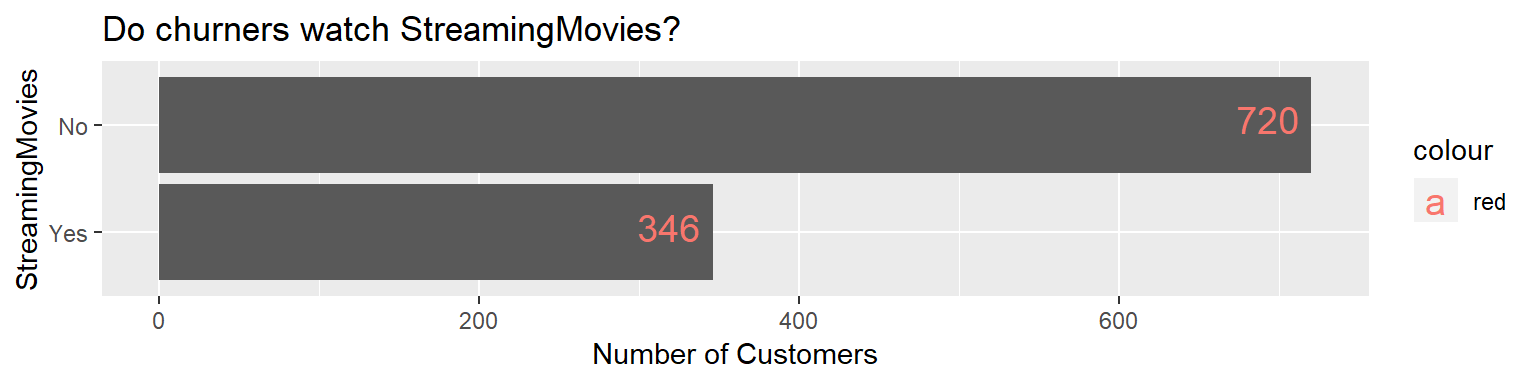 Do churners watch StreamingMovies?
StreamingMovies
No
720
Yes
346
0 200 400 600
Number of Customers
colour
a red